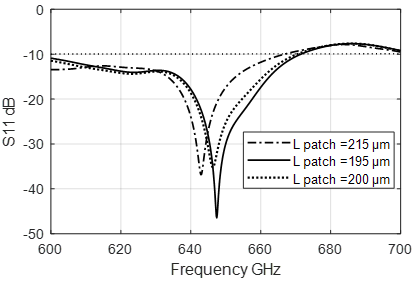 0
-10
-20
-30
-40
-50
S11 dB
L patch =215 µm
L patch =195 µm
L patch =200 µm
600 620 640 660 680 700
Frequency GHz